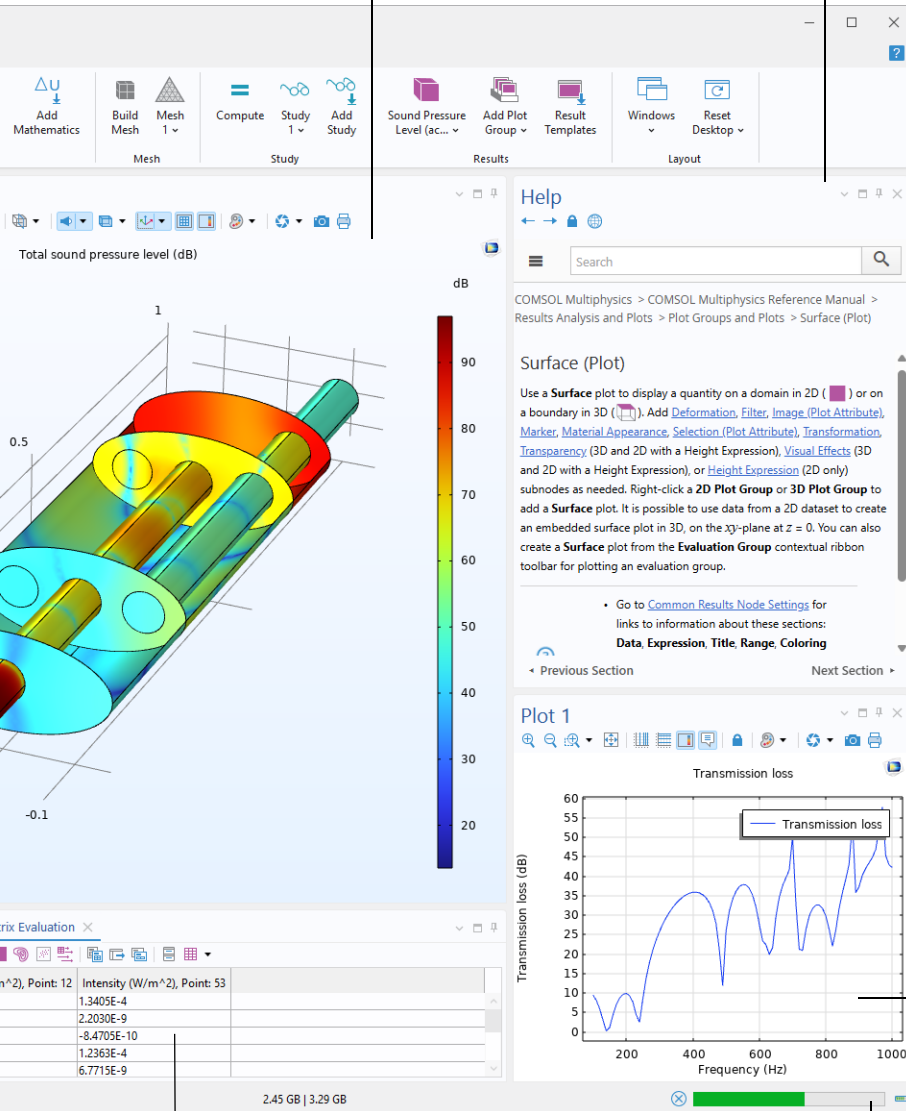 ?
Δu
Add
Mathematics
Build
Mesh
Mesh
1
Compute
Study
1
Add
Study
Sound Pressure
Level (ac...
Add Plot
Group
Result
Templates
Windows
Reset
Desktop
Mesh
Study
Results
Layout
Total sound pressure level (dB)
dB
90
80
70
60
50
40
30
20
1
0.5
-0.1
Help
Search
COMSOL Multiphysics > COMSOL Multiphysics Reference Manual >
Results Analysis and Plots > Plot Groups and Plots > Surface (Plot)
Surface (Plot)
Use a Surface plot to display a quantity on a domain in 2D ( ) or on
a boundary in 3D ( ). Add Deformation, Filter, Image (Plot Attribute),
Marker, Material Appearance, Selection (Plot Attribute), Transformation,
Transparency (3D and 2D with a Height Expression), Visual Effects (3D
and 2D with a Height Expression), or Height Expression (2D only)
subnodes as needed. Right-click a 2D Plot Group or 3D Plot Group to
add a Surface plot. It is possible to use data from a 2D dataset to create
an embedded surface plot in 3D, on the xy-plane at z = 0. You can also
create a Surface plot from the Evaluation Group contextual ribbon
toolbar for plotting an evaluation group.
• Go to Common Results Node Settings for
links to information about these sections:
Data, Expression, Title, Range, Coloring
Previous Section
Next Section
Plot 1
Transmission loss
Transmission loss
Transmission loss (dB)
60
55
50
45
40
35
30
25
20
15
10
5
0
200
400
600
800
1000
Frequency (Hz)
trix Evaluation
m^2), Point: 12
Intensity (W/m^2), Point: 53
1.3405E-4
2.2030E-9
-8.4705E-10
1.2363E-4
6.7715E-9
2.45 GB | 3.29 GB